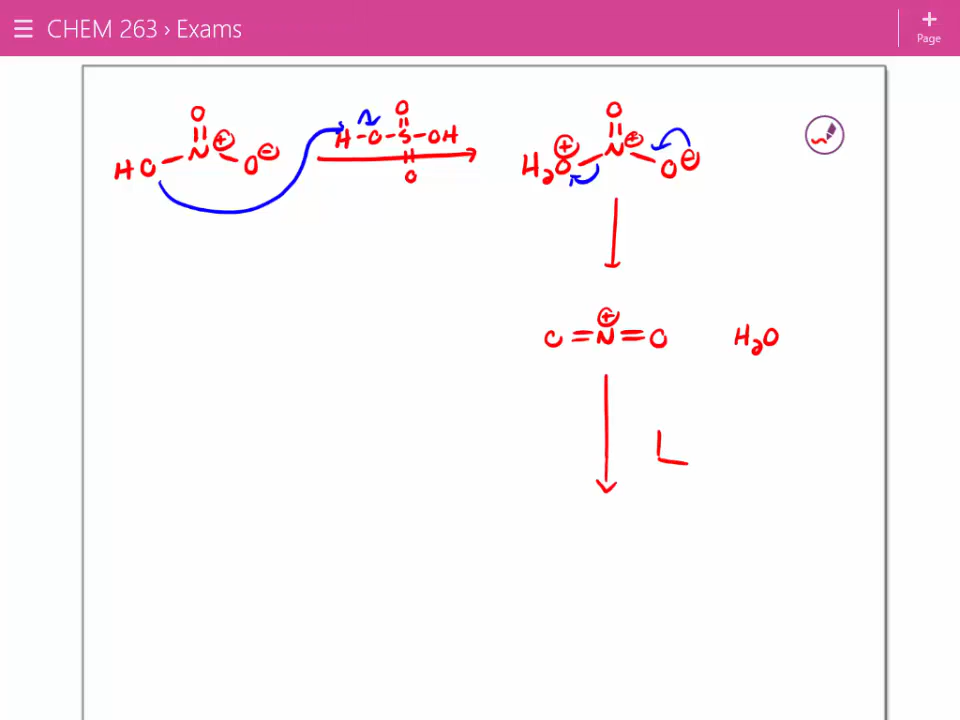 ☰ CHEM 263 › Exams
+
Page
O
HO – N⊕ – O⊖
O
H – O – S – OH
O
O
H₂O⊕ – N⊕ – O⊖
O = N⊕ = O
H₂O